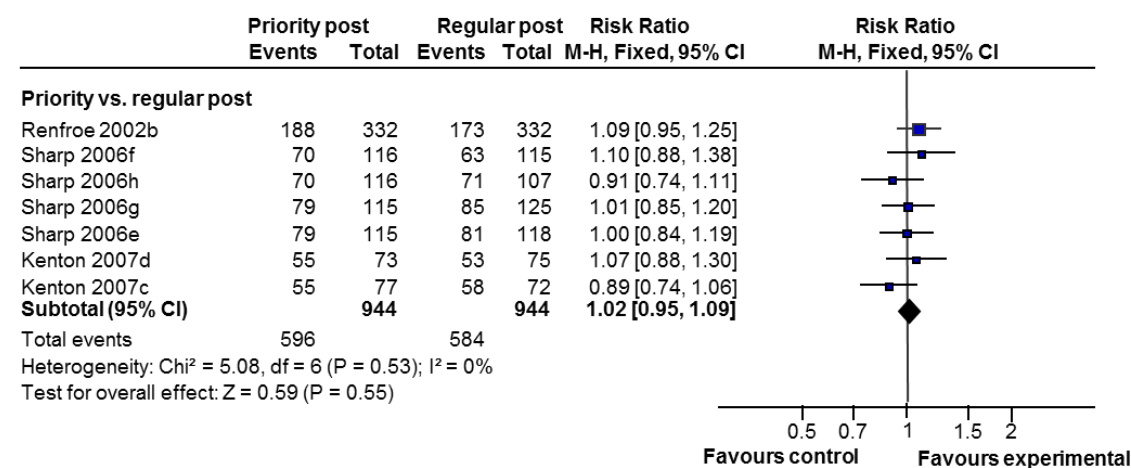 Priority post Regular post Risk Ratio Risk Ratio
Events Total Events Total M-H, Fixed, 95% CI M-H, Fixed, 95% CI
Priority vs. regular post
Renfroe 2002b 188 332 173 332 1.09 [0.95, 1.25]
Sharp 2006f 70 116 63 115 1.10 [0.88, 1.38]
Sharp 2006h 70 116 71 107 0.91 [0.74, 1.11]
Sharp 2006g 79 115 85 125 1.01 [0.85, 1.20]
Sharp 2006e 79 115 81 118 1.00 [0.84, 1.19]
Kenton 2007d 55 73 53 75 1.07 [0.88, 1.30]
Kenton 2007c 55 77 58 72 0.89 [0.74, 1.06]
Subtotal (95% CI) 944 944 1.02 [0.95, 1.09]
Total events 596 584
Heterogeneity: Chi² = 5.08, df = 6 (P = 0.53); I² = 0%
Test for overall effect: Z = 0.59 (P = 0.55)
0.5 0.7 1 1.5 2
Favours control Favours experimental